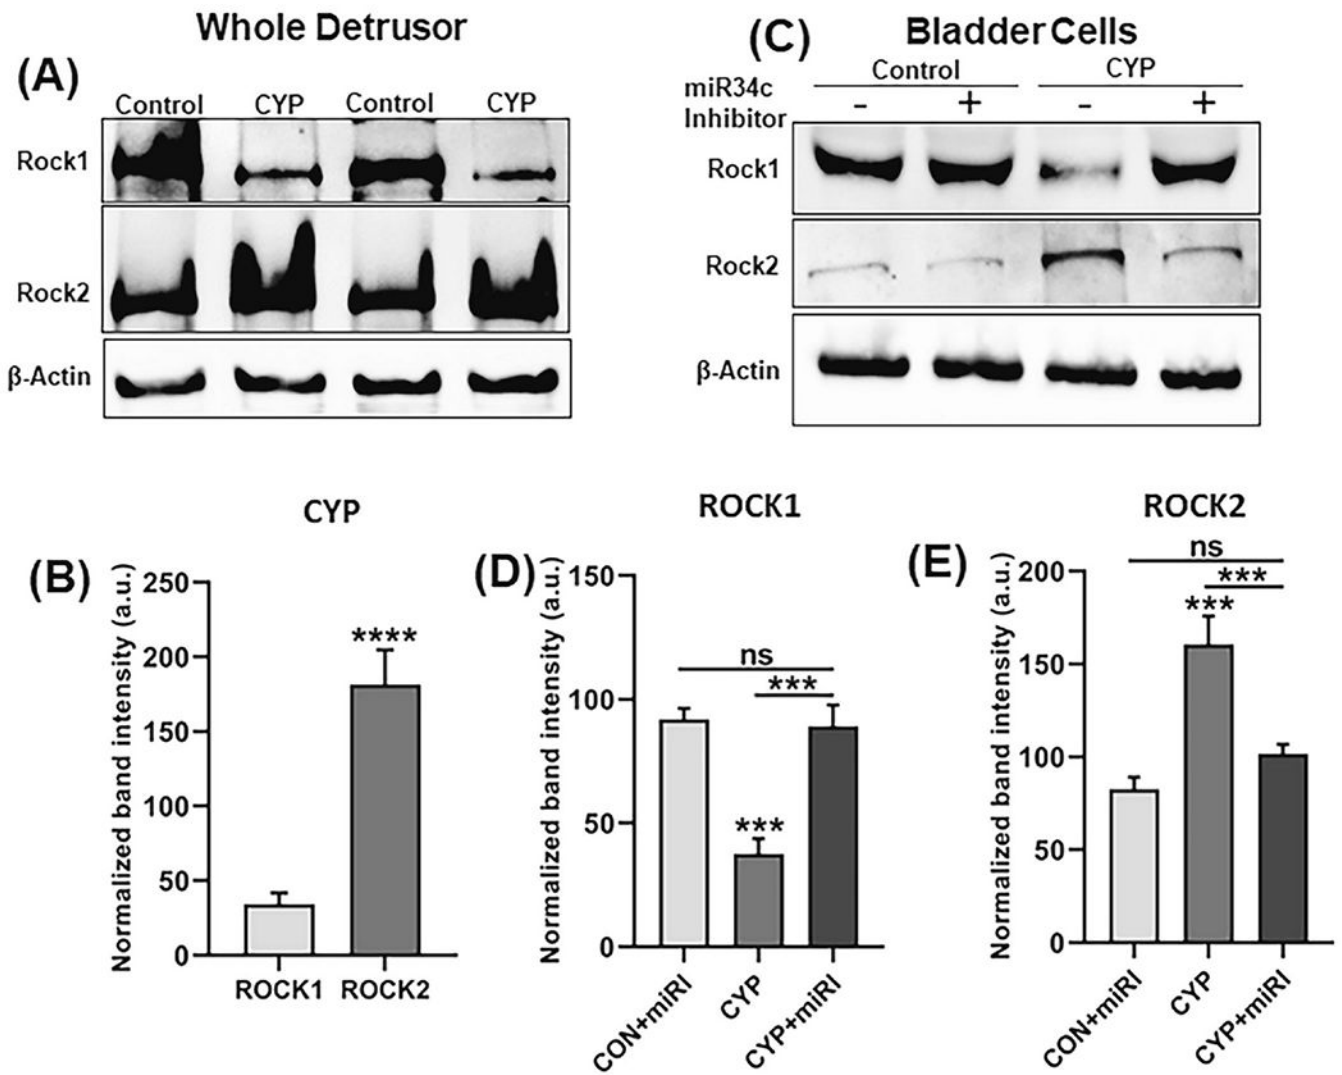 Whole Detrusor
(A)
Control CYP Control CYP
Rock1
Rock2
β-Actin
(C) Bladder Cells
Control CYP
miR34c
Inhibitor - + - +
Rock1
Rock2
β-Actin
(B)
CYP
Normalized band intensity (a.u.)
250
200
150
100
50
0
****
ROCK1 ROCK2
(D)
ROCK1
Normalized band intensity (a.u.)
150
100
50
0
ns
***
***
CON+miRI CYP CYP+miRI
(E)
ROCK2
Normalized band intensity (a.u.)
200
150
100
50
0
ns
***
***
CON+miRI CYP CYP+miRI